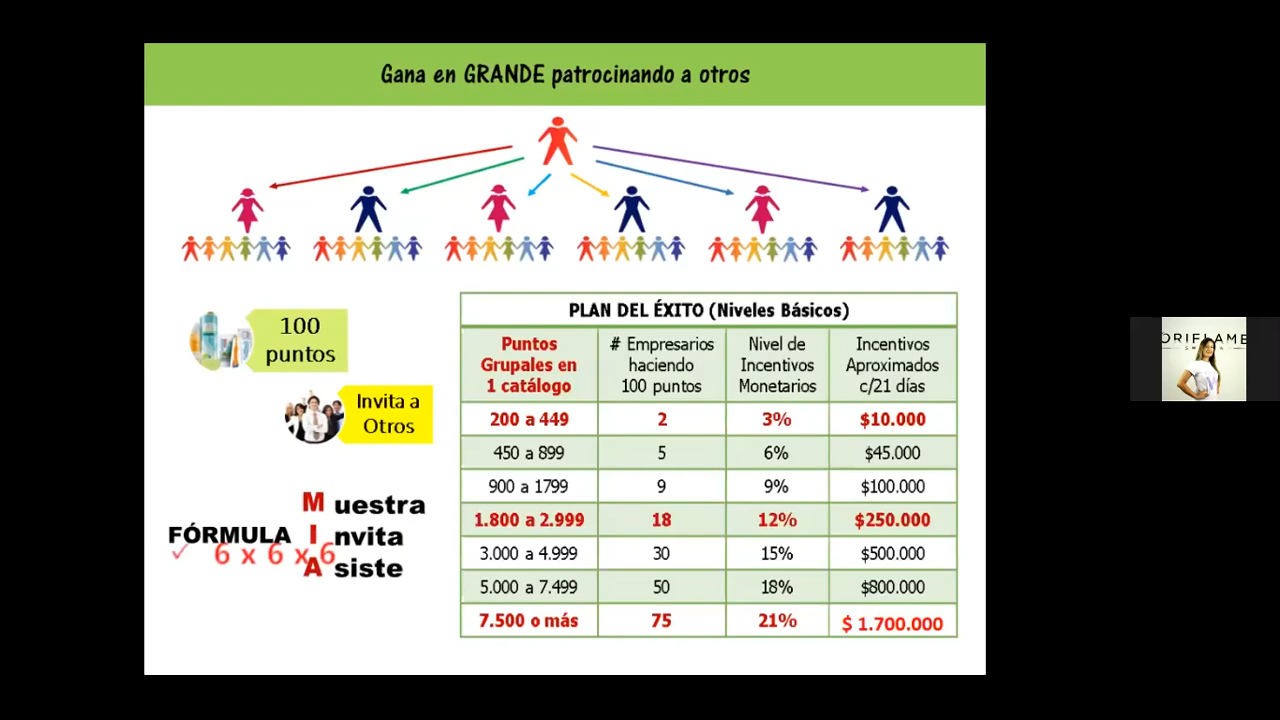 Gana en GRANDE patrocinando a otros
100
puntos
Invita a
Otros
M uestra
FÓRMULA I nvita
✓ 6 x 6 x 6
A siste
PLAN DEL ÉXITO (Niveles Básicos)
Puntos Grupales en 1 catálogo # Empresarios haciendo 100 puntos Nivel de Incentivos Monetarios Incentivos Aproximados c/21 días
200 a 449 2 3% $10.000
450 a 899 5 6% $45.000
900 a 1799 9 9% $100.000
1.800 a 2.999 18 12% $250.000
3.000 a 4.999 30 15% $500.000
5.000 a 7.499 50 18% $800.000
7.500 o más 75 21% $ 1.700.000
ORIFLAME